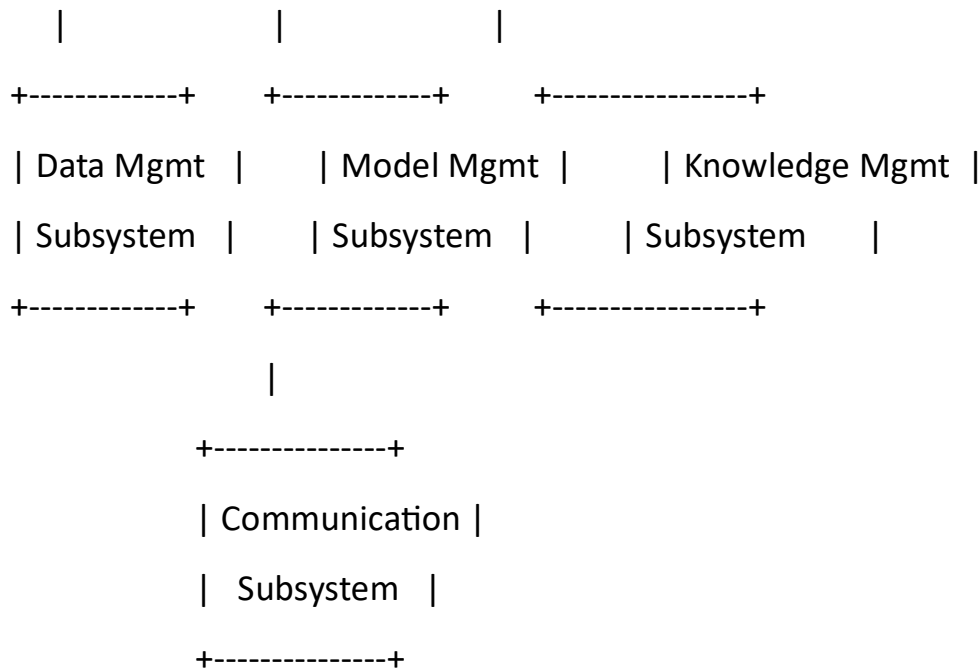 | | |
+-------------+ +-------------+ +----------------+
| Data Mgmt | | Model Mgmt | | Knowledge Mgmt |
| Subsystem | | Subsystem | | Subsystem |
+-------------+ +-------------+ +----------------+
|
+---------------+
| Communication |
| Subsystem |
+---------------+